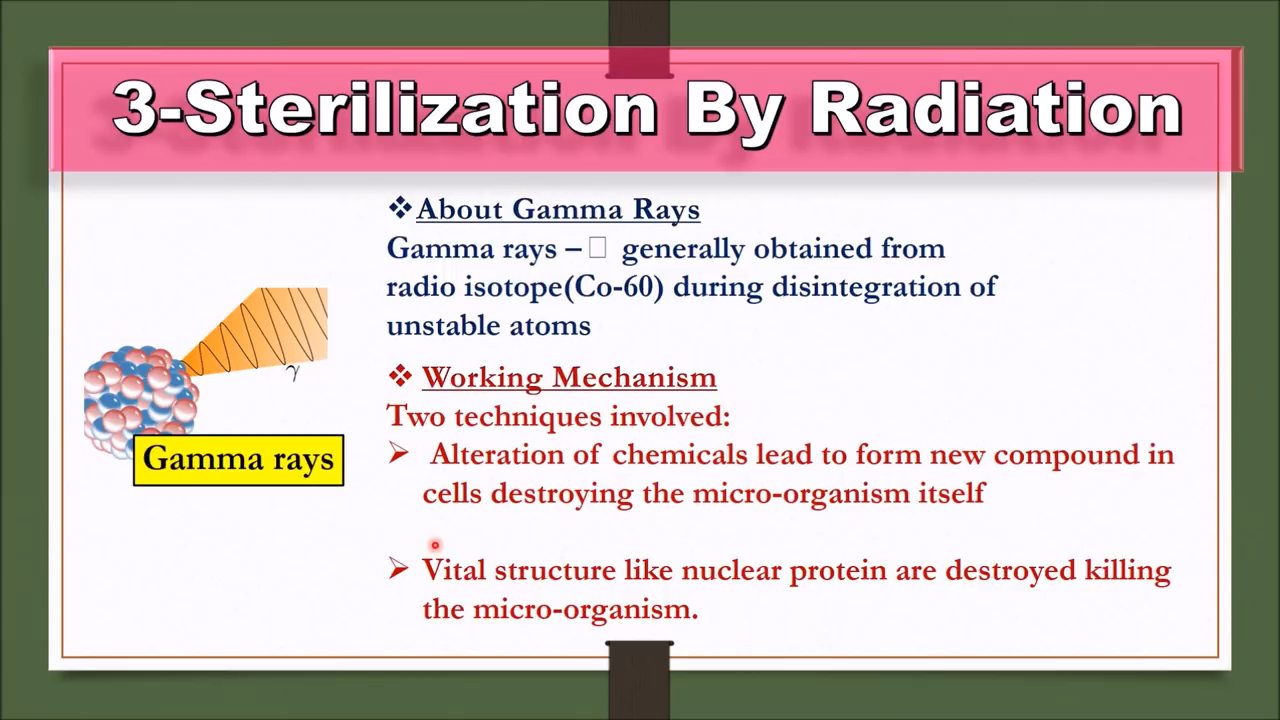 3-Sterilization By Radiation
❖About Gamma Rays
Gamma rays – □ generally obtained from
radio isotope(Co-60) during disintegration of
unstable atoms
γ
Gamma rays
❖ Working Mechanism
Two techniques involved:
➢ Alteration of chemicals lead to form new compound in
cells destroying the micro-organism itself
➢ Vital structure like nuclear protein are destroyed killing
the micro-organism.